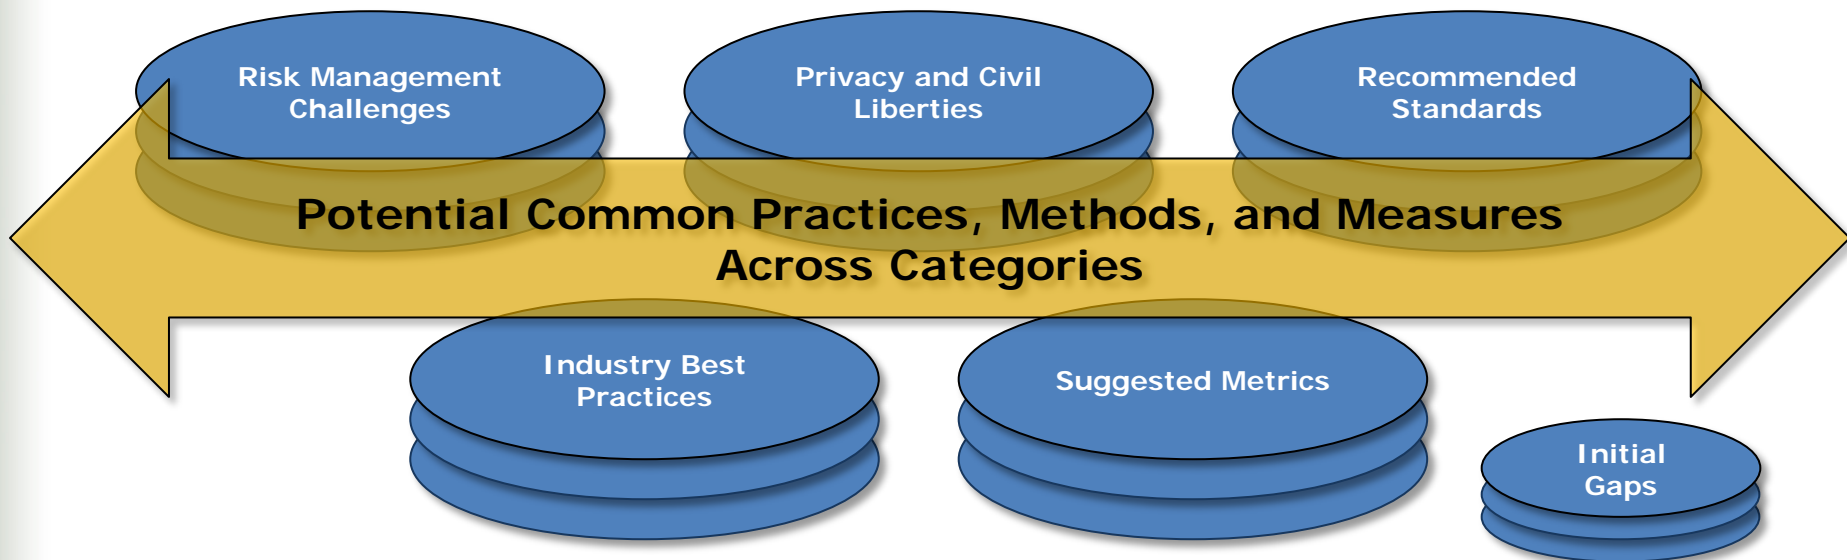 Risk Management
Challenges
Privacy and Civil
Liberties
Recommended
Standards
Potential Common Practices, Methods, and Measures
Across Categories
Industry Best
Practices
Suggested Metrics
Initial
Gaps